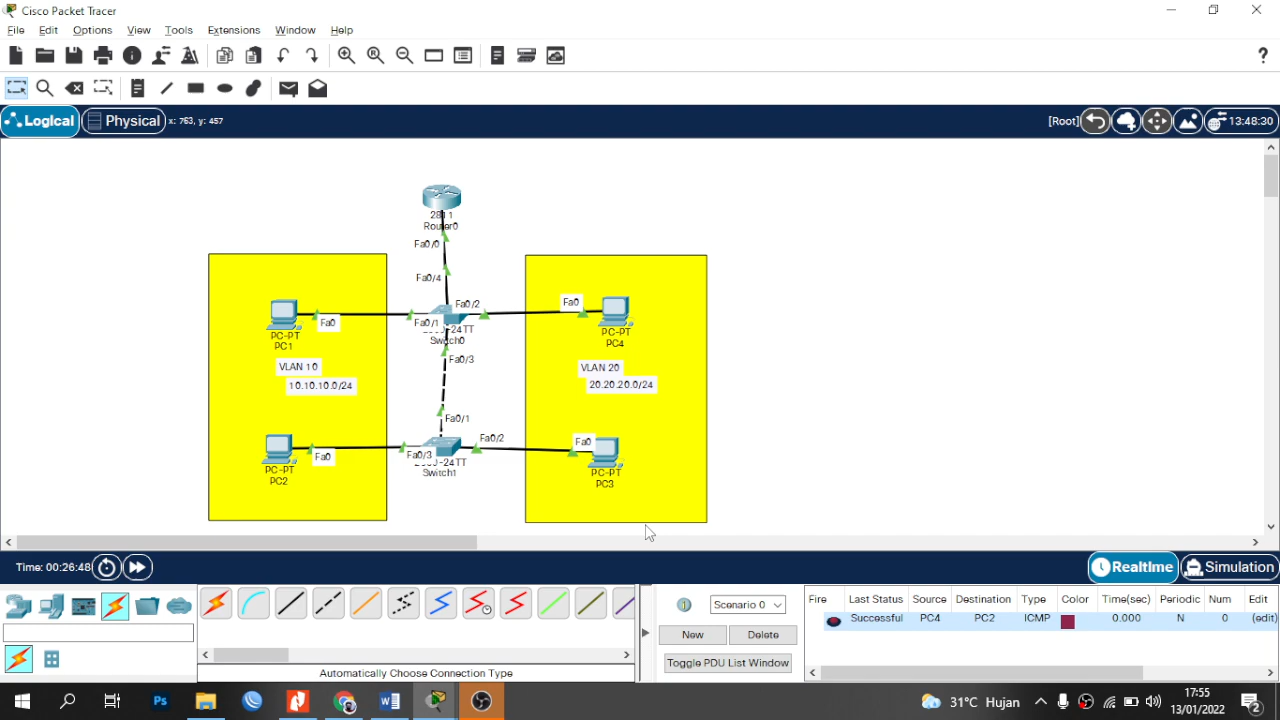 Cisco Packet Tracer
File Edit Options View Tools Extensions Window Help
Logical Physical x: 763, y: 457 [Root] 13:48:30
2811
Router0
Fa0/0
Fa0/4
Fa0/2
Fa0
Fa0
Fa0/1
24TT
Switch0
PC-PT
PC1
PC-PT
PC4
Fa0/3
VLAN 10
10.10.10.0/24
VLAN 20
20.20.20.0/24
Fa0/1
Fa0/2
Fa0
Fa0
Fa0/3
24TT
Switch1
PC-PT
PC2
PC-PT
PC3
Time: 00:26:48 Realtime Simulation
Scenario 0
New Delete
Toggle PDU List Window
Fire Last Status Source Destination Type Color Time(sec) Periodic Num Edit
Successful PC4 PC2 ICMP 0.000 N 0 (edit)
Automatically Choose Connection Type
Ps
31°C Hujan
17:55
13/01/2022
2